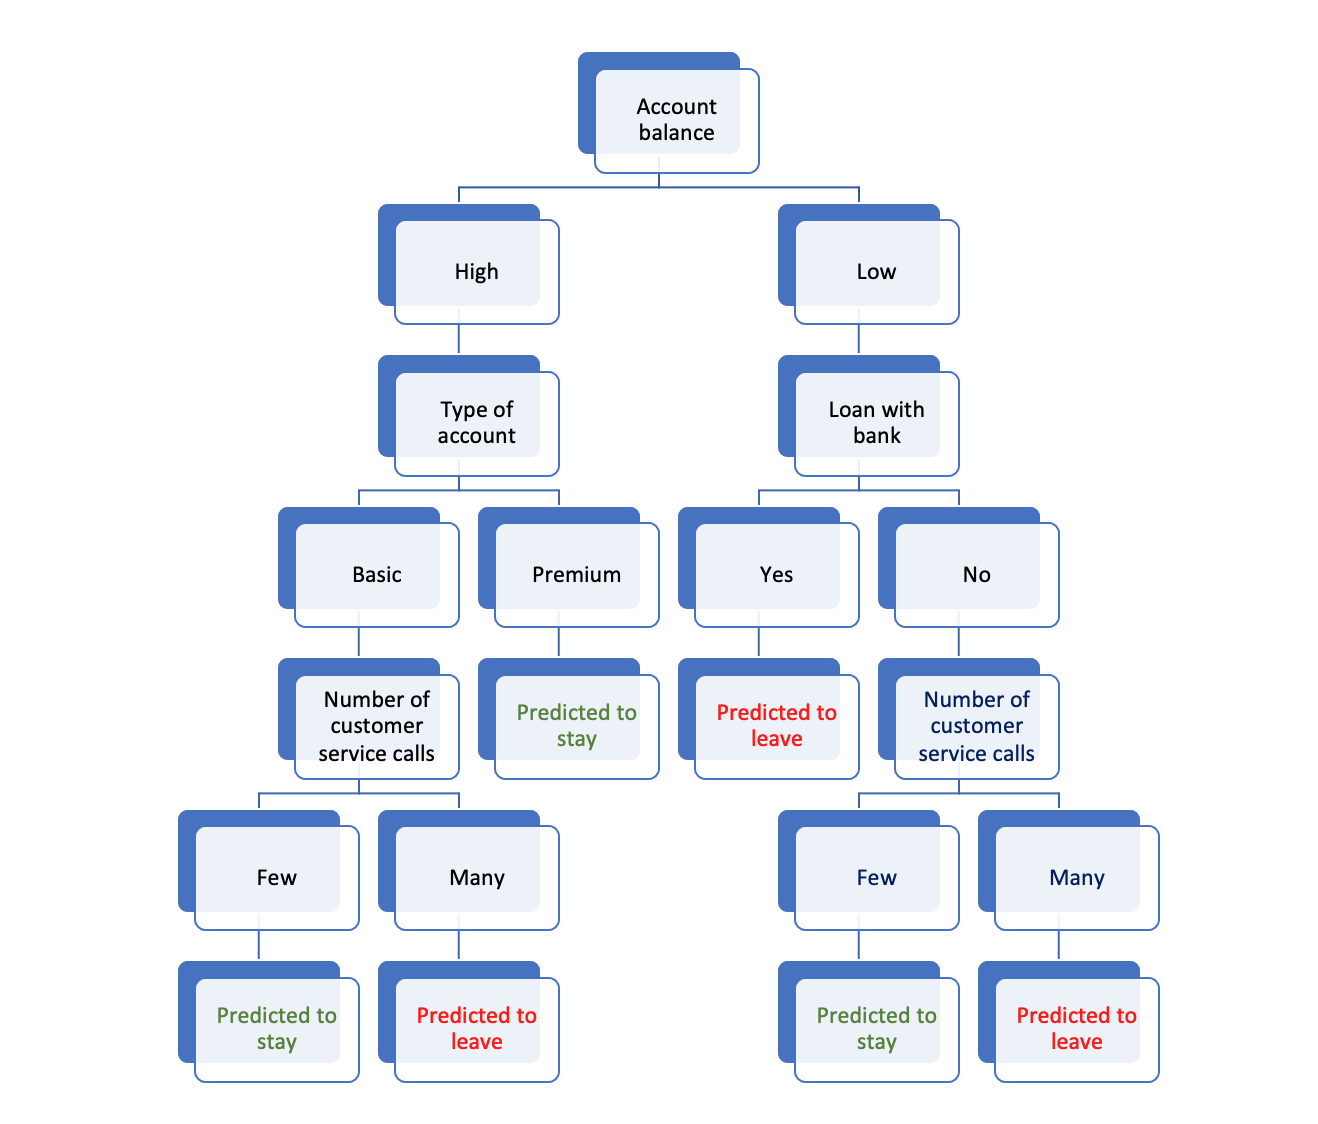 Account
balance
High
Low
Type of
account
Loan with
bank
Basic
Premium
Yes
No
Number of
customer
service calls
Predicted to
stay
Predicted to
leave
Number of
customer
service calls
Few
Many
Few
Many
Predicted to
stay
Predicted to
leave
Predicted to
stay
Predicted to
leave